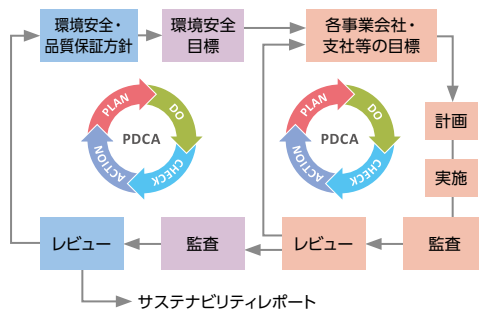 環境安全・
品質保証方針
環境安全
目標
各事業会社・
支社等の目標
PLAN
DO
CHECK
ACTION
PDCA
PLAN
DO
CHECK
ACTION
PDCA
計画
実施
レビュー
監査
レビュー
監査
サステナビリティレポート